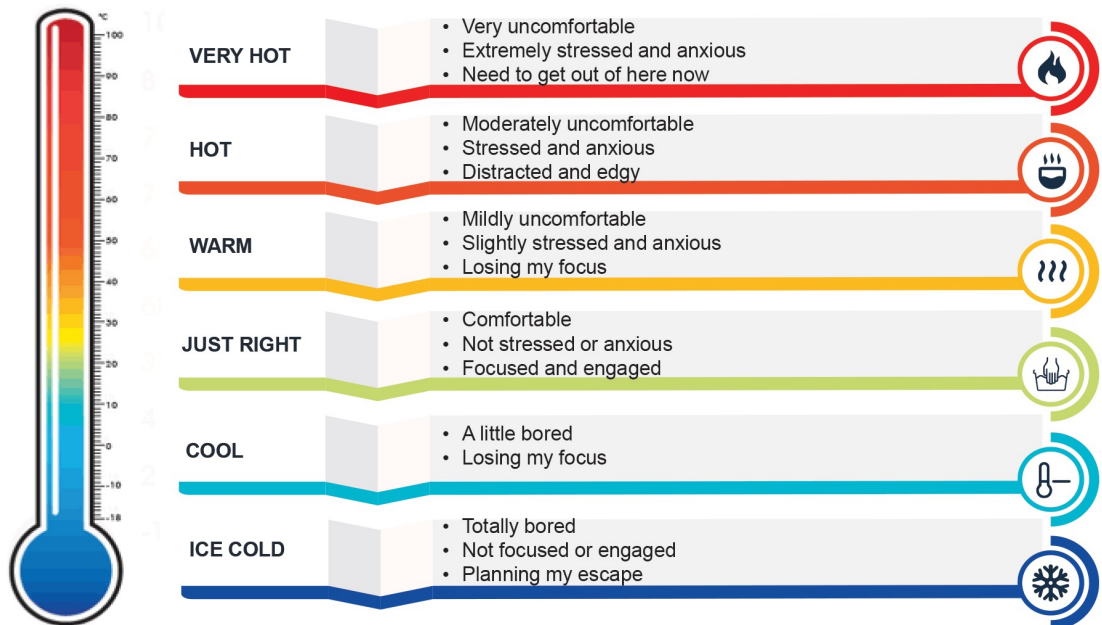 °C
100
90
80
70
60
50
40
30
20
10
0
-10
-18
VERY HOT
• Very uncomfortable
• Extremely stressed and anxious
• Need to get out of here now
HOT
• Moderately uncomfortable
• Stressed and anxious
• Distracted and edgy
WARM
• Mildly uncomfortable
• Slightly stressed and anxious
• Losing my focus
JUST RIGHT
• Comfortable
• Not stressed or anxious
• Focused and engaged
COOL
• A little bored
• Losing my focus
ICE COLD
• Totally bored
• Not focused or engaged
• Planning my escape